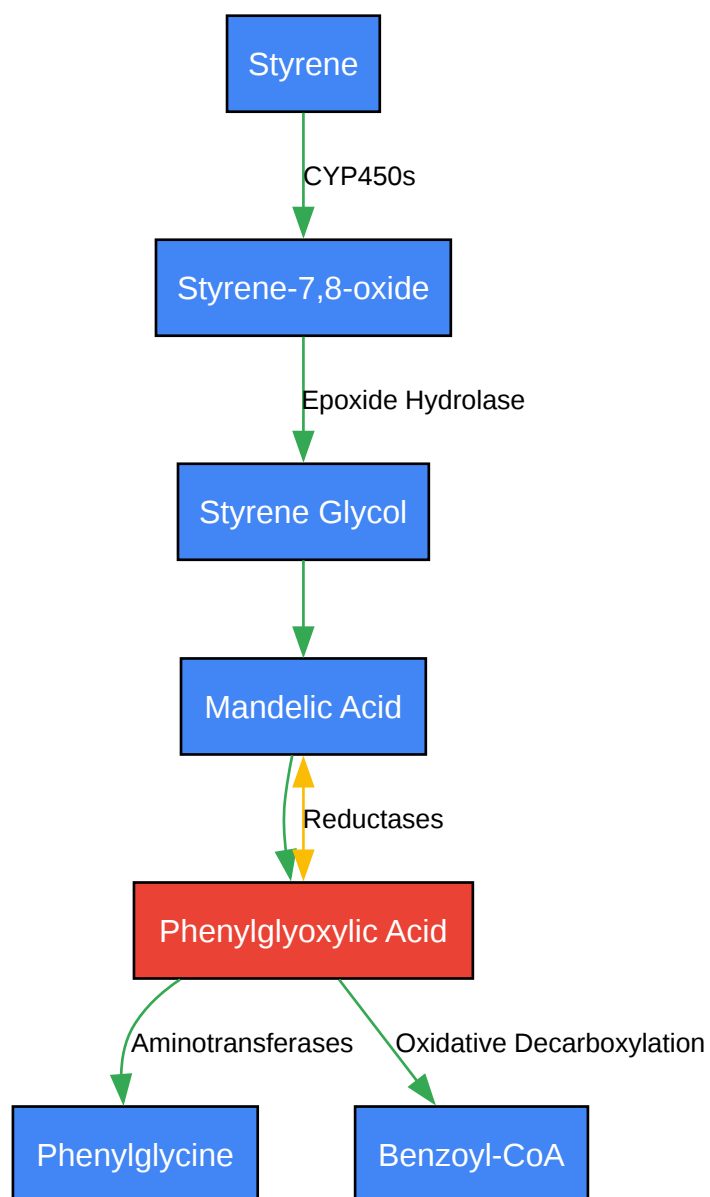 Styrene
CYP450s
Styrene-7,8-oxide
Epoxide Hydrolase
Styrene Glycol
Mandelic Acid
Reductases
Phenylglyoxylic Acid
Aminotransferases
Oxidative Decarboxylation
Phenylglycine
Benzoyl-CoA